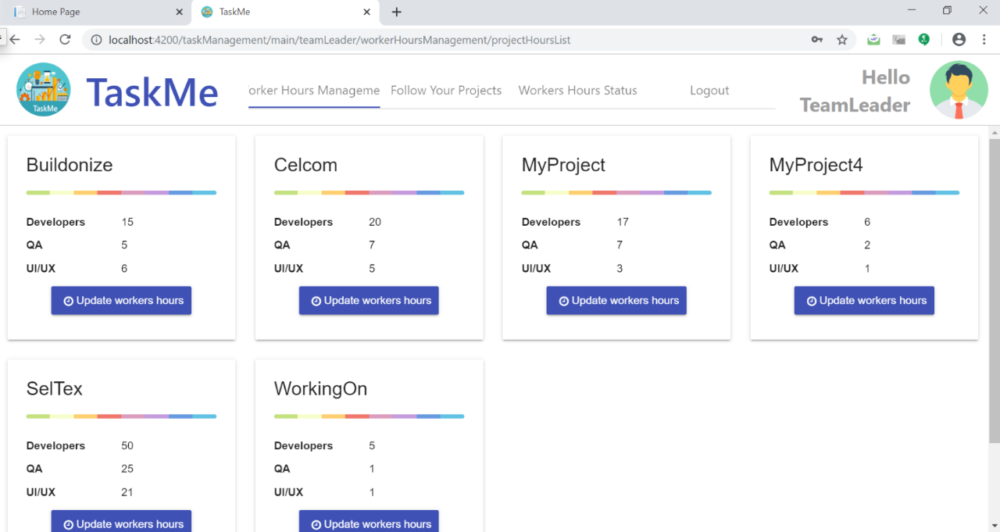 Home Page
TaskMe
localhost:4200/taskManagement/main/teamLeader/workerHoursManagement/projectHoursList
TaskMe
TaskMe
orker Hours Manageme
Follow Your Projects
Workers Hours Status
Logout
Hello
TeamLeader
Buildonize
Developers 15
QA 5
UI/UX 6
Update workers hours
Celcom
Developers 20
QA 7
UI/UX 5
Update workers hours
MyProject
Developers 17
QA 7
UI/UX 3
Update workers hours
MyProject4
Developers 6
QA 2
UI/UX 1
Update workers hours
SelTex
Developers 50
QA 25
UI/UX 21
Update workers hours
WorkingOn
Developers 5
QA 1
UI/UX 1
Update workers hours